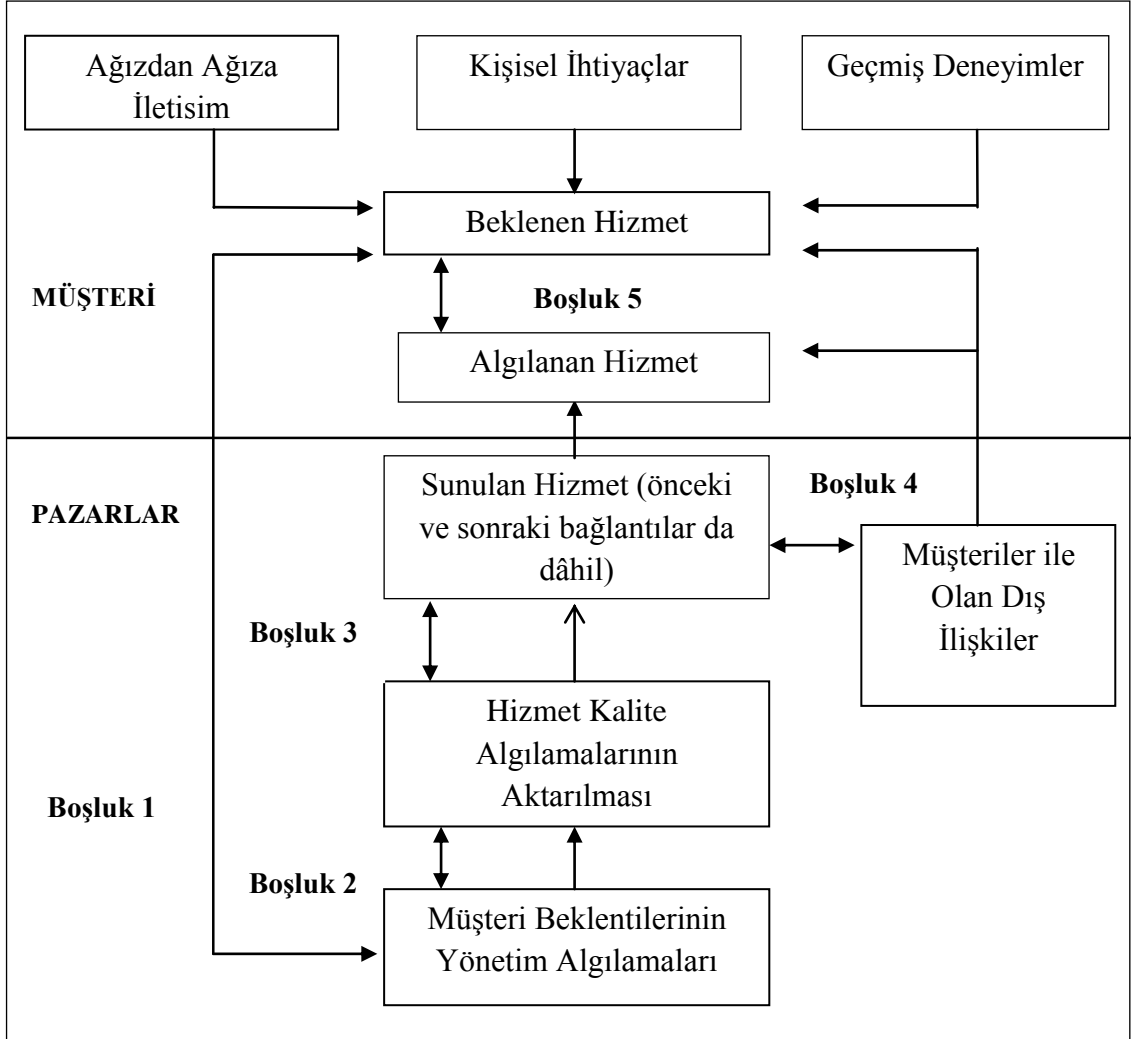 Ağızdan Ağıza
İletisim
Kişisel İhtiyaçlar
Geçmiş Deneyimler
Beklenen Hizmet
MÜŞTERİ
Boşluk 5
Algılanan Hizmet
PAZARLAR
Sunulan Hizmet (önceki
ve sonraki bağlantılar da
dâhil)
Boşluk 4
Müşteriler ile
Olan Dış
İlişkiler
Boşluk 3
Hizmet Kalite
Algılamalarının
Aktarılması
Boşluk 1
Boşluk 2
Müşteri Beklentilerinin
Yönetim Algılamaları